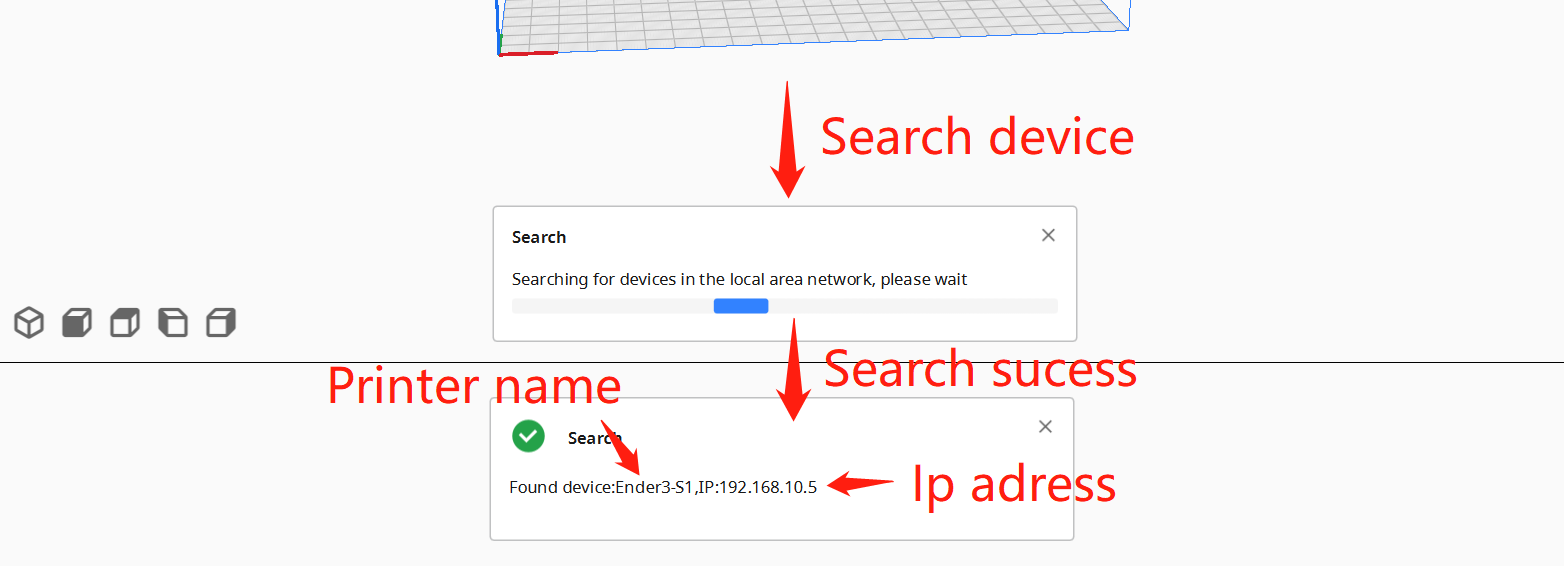 Search device
Search
Searching for devices in the local area network, please wait
Search sucess
Printer name
Search
Found device:Ender3-S1,IP:192.168.10.5
Ip adress